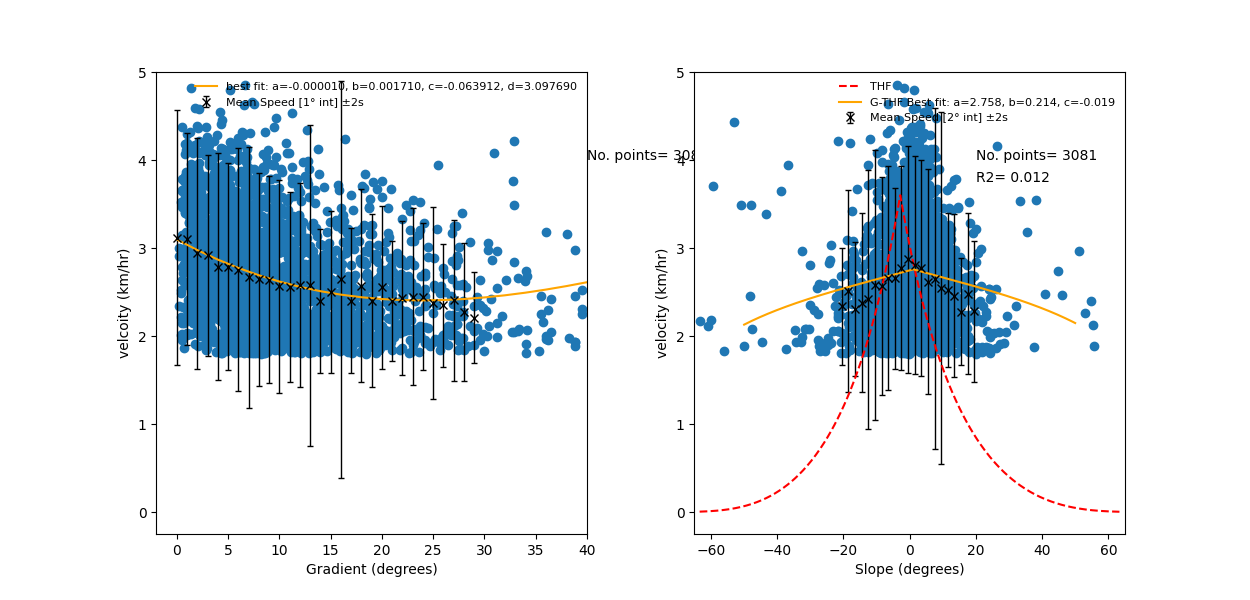 best fit: a=-0.000010, b=0.001710, c=-0.063912, d=3.097690
Mean Speed [1° int] ±2s
No. points= 308
velcoity (km/hr)
5
4
3
2
1
0
0 5 10 15 20 25 30 35 40
Gradient (degrees)
THF
G-THF Best fit: a=2.758, b=0.214, c=-0.019
Mean Speed [2° int] ±2s
No. points= 3081
R2= 0.012
velocity (km/hr)
5
4
3
2
1
0
−60 −40 −20 0 20 40 60
Slope (degrees)